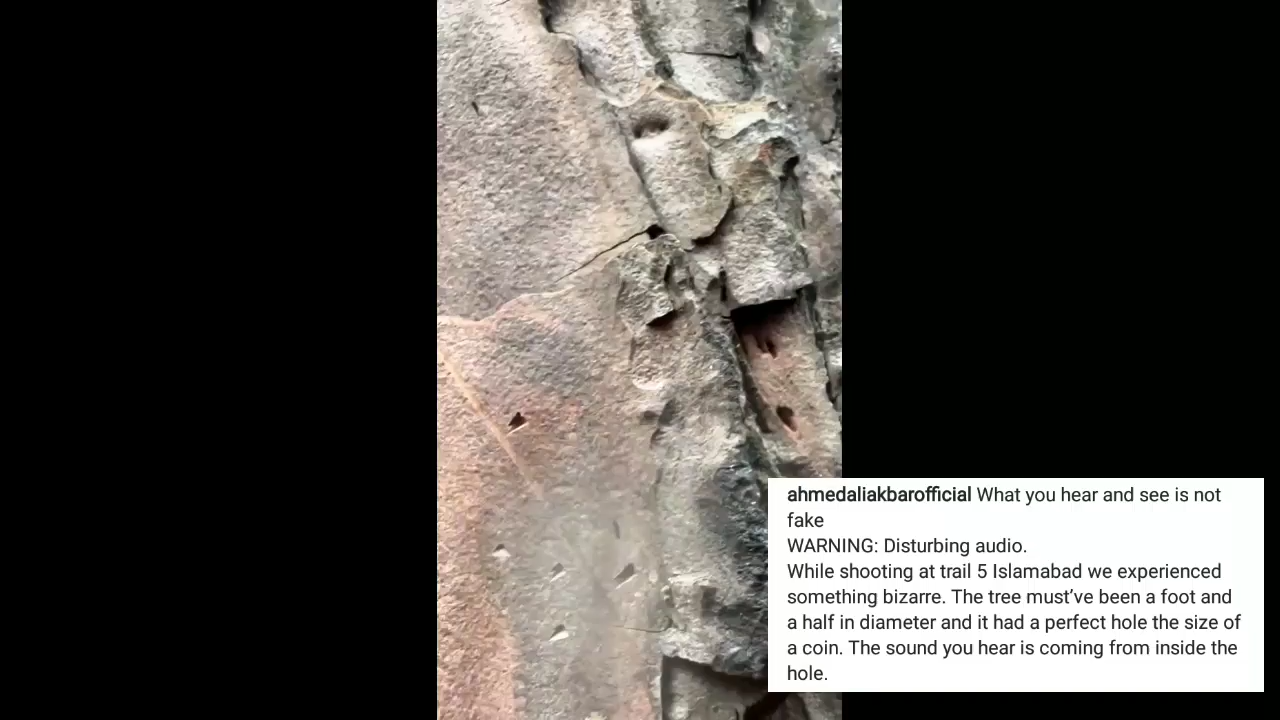 ahmedaliakbarofficial What you hear and see is not
fake
WARNING: Disturbing audio.
While shooting at trail 5 Islamabad we experienced
something bizarre. The tree must’ve been a foot and
a half in diameter and it had a perfect hole the size of
a coin. The sound you hear is coming from inside the
hole.